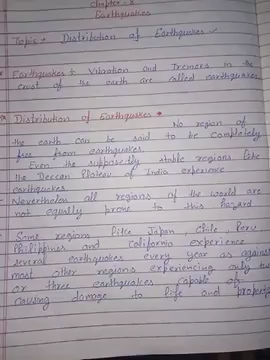 Chapter - X
Earthquakes
Topic - Distribution of Earthquakes
Earthquakes : Vibration and Tremers in the
crust of the earth are called earthquakes
Distribution of Earthquakes
No region of
the earth can be said to be completely
free from earthquakes.
Even the supposetly stable regions like
the Deccan Plateau of India experience
earthquakes.
Neverthelas all regions of the world are
not equally prone to this hazard
Some regions like Japan, Chile, Peru
Philippines and California experience
several earthquakes every year as against
most other regions experiencing only two
or three earthquakes capable of
causing damage to life and property